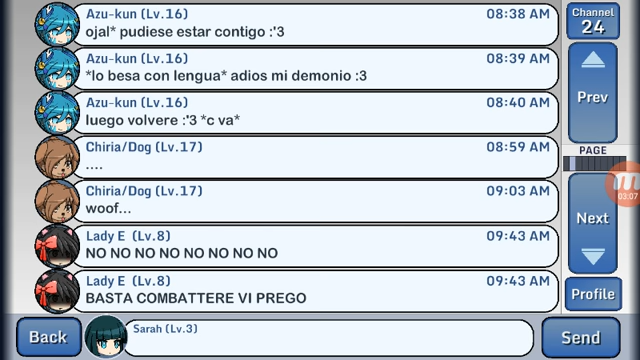 Azu-kun (Lv.16) 08:38 AM
ojal* pudiese estar contigo :'3
Azu-kun (Lv.16) 08:39 AM
*lo besa con lengua* adios mi demonio :3
Azu-kun (Lv.16) 08:40 AM
luego volvere :'3 *c va*
Chiria/Dog (Lv.17) 08:59 AM
....
Chiria/Dog (Lv.17) 09:03 AM
woof...
Lady E (Lv.8) 09:43 AM
NO NO NO NO NO NO NO NO
Lady E (Lv.8) 09:43 AM
BASTA COMBATTERE VI PREGO
Back
Sarah (Lv.3)
Send
Channel
24
Prev
PAGE
03:07
Next
Profile